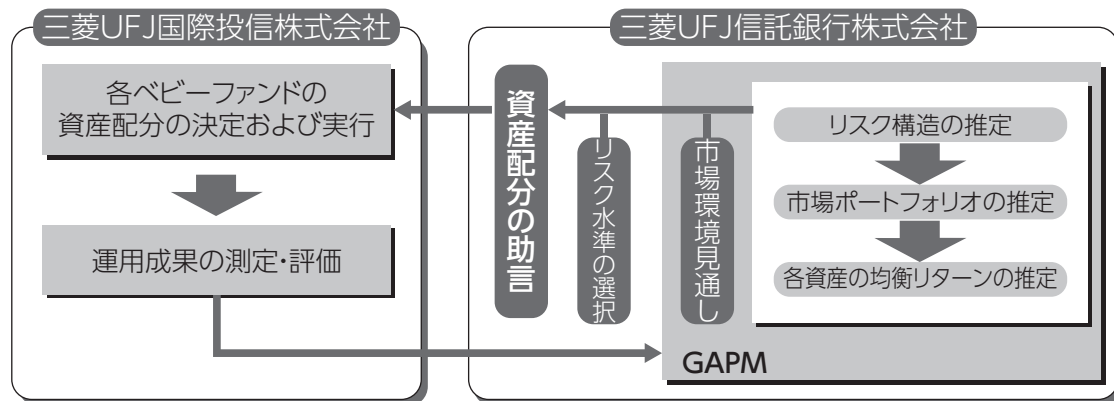 三菱UFJ国際投信株式会社
各ベビーファンドの
資産配分の決定および実行
運用成果の測定・評価
三菱UFJ信託銀行株式会社
資産配分の助言
リスク水準の選択
市場環境見通し
リスク構造の推定
市場ポートフォリオの推定
各資産の均衡リターンの推定
GAPM